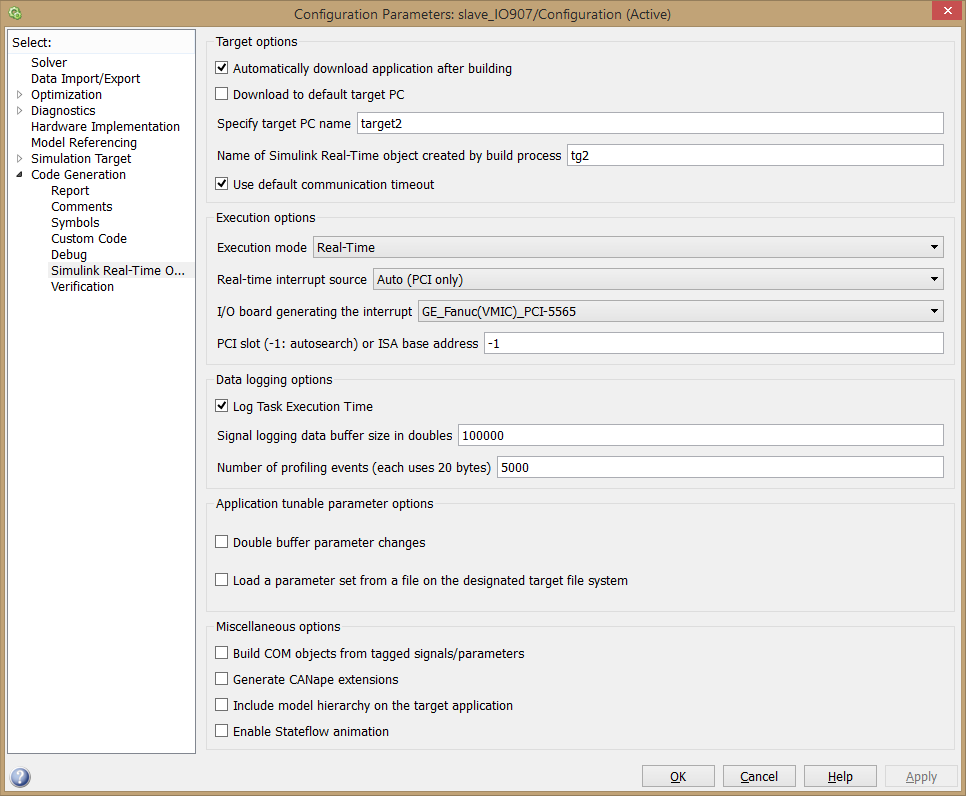 Configuration Parameters: slave_IO907/Configuration (Active)
Select:
Solver
Data Import/Export
Optimization
Diagnostics
Hardware Implementation
Model Referencing
Simulation Target
Code Generation
Report
Comments
Symbols
Custom Code
Debug
Simulink Real-Time O...
Verification
Target options
Automatically download application after building
Download to default target PC
Specify target PC name target2
Name of Simulink Real-Time object created by build process tg2
Use default communication timeout
Execution options
Execution mode Real-Time
Real-time interrupt source Auto (PCI only)
I/O board generating the interrupt GE_Fanuc(VMIC)_PCI-5565
PCI slot (-1: autosearch) or ISA base address -1
Data logging options
Log Task Execution Time
Signal logging data buffer size in doubles 100000
Number of profiling events (each uses 20 bytes) 5000
Application tunable parameter options
Double buffer parameter changes
Load a parameter set from a file on the designated target file system
Miscellaneous options
Build COM objects from tagged signals/parameters
Generate CANape extensions
Include model hierarchy on the target application
Enable Stateflow animation
? OK Cancel Help Apply